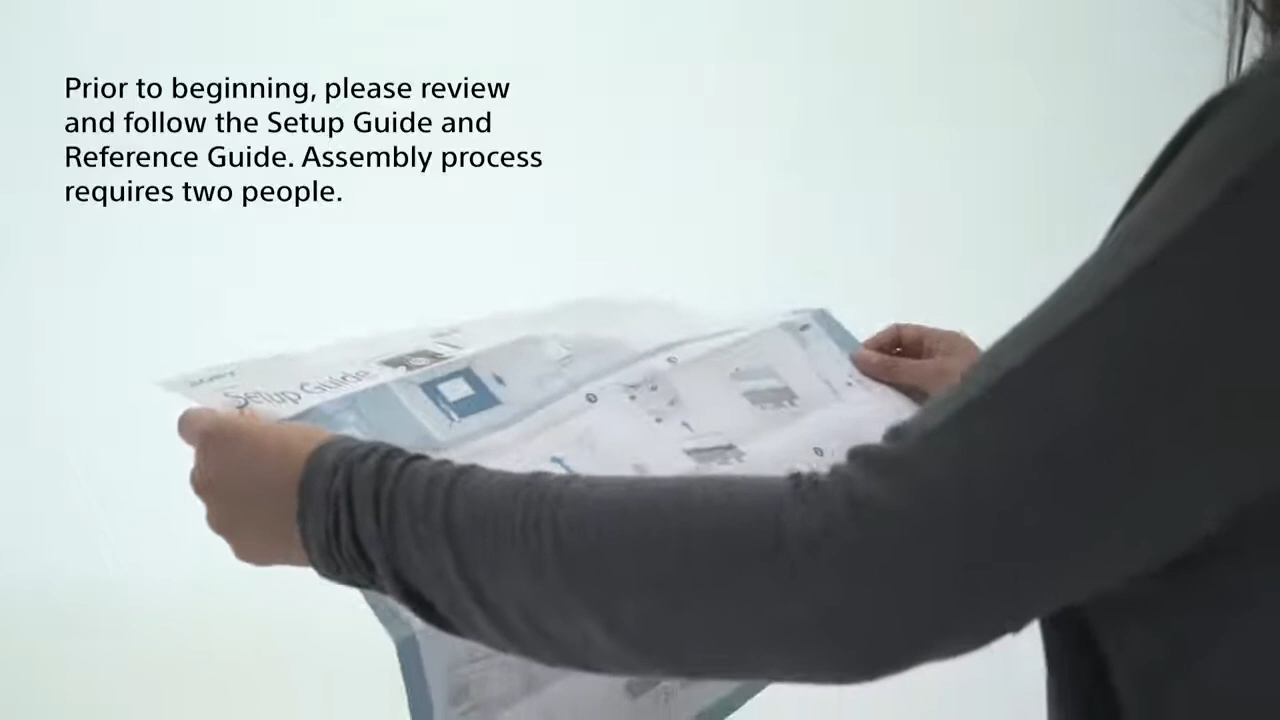 Prior to beginning, please review
and follow the Setup Guide and
Reference Guide. Assembly process
requires two people.
SONY
Setup Guide